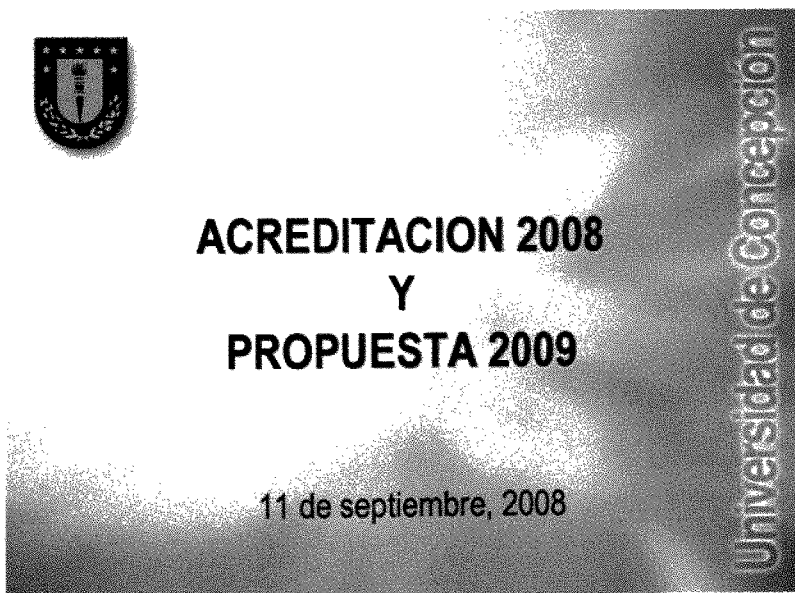 ACREDITACION 2008
Y
PROPUESTA 2009
11 de septiembre, 2008
Universidad de Concepción